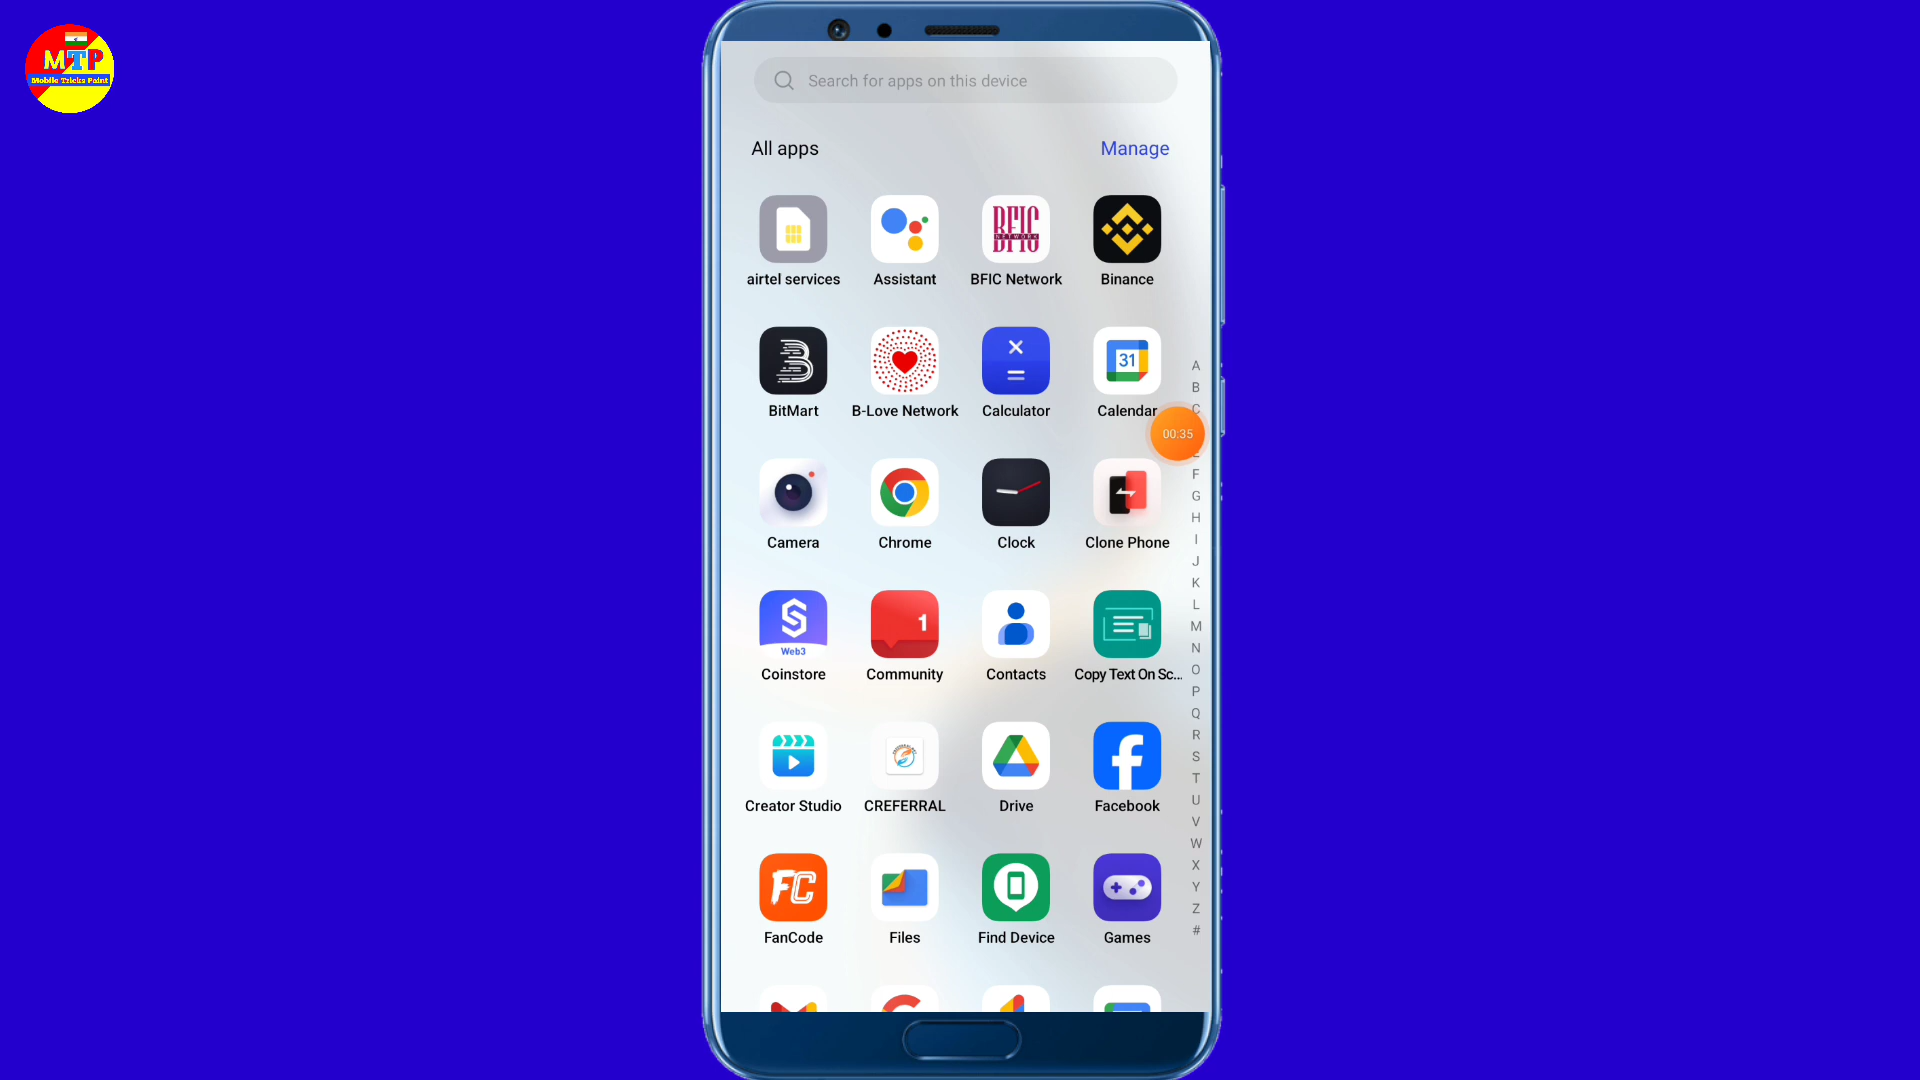 MTP
Mobile Tricks Point
Search for apps on this device
All apps
Manage
airtel services
Assistant
BFIC
NETWORK
BFIC Network
Binance
BitMart
B-Love Network
Calculator
31
Calendar
00:35
Camera
Chrome
Clock
Clone Phone
Web3
Coinstore
1
Community
Contacts
Copy Text On Sc...
Creator Studio
CREFERRAL
Drive
Facebook
FC
FanCode
Files
Find Device
Games
A
B
C
F
G
H
I
J
K
L
M
N
O
P
Q
R
S
T
U
V
W
X
Y
Z
#